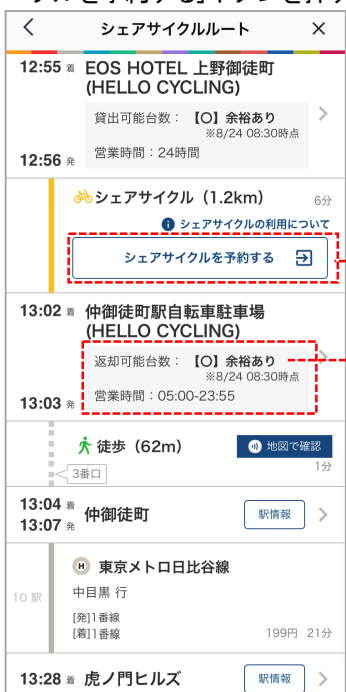 シェアサイクルルート
12:55 着 EOS HOTEL 上野御徒町
(HELLO CYCLING)
貸出可能台数： 【○】余裕あり
※8/24 08:30時点
営業時間：24時間
12:56 発
シェアサイクル（1.2km） 6分
シェアサイクルの利用について
シェアサイクルを予約する
13:02 着 仲御徒町駅自転車駐車場
(HELLO CYCLING)
返却可能台数： 【○】余裕あり
※8/24 08:30時点
営業時間：05:00-23:55
13:03 発
徒歩（62m） 地図で確認
1分
3番口
13:04 着
13:07 発
仲御徒町 駅情報
H 東京メトロ日比谷線
10 駅 中目黒 行
[発]1番線
[着]1番線 199円 21分
13:28 着 虎ノ門ヒルズ 駅情報